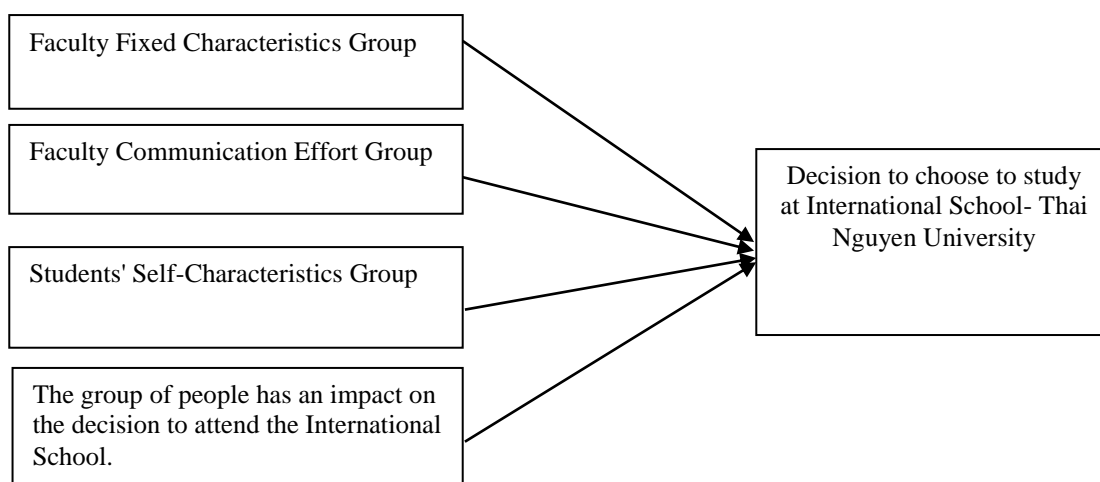 Faculty Fixed Characteristics Group
Faculty Communication Effort Group
Students' Self-Characteristics Group
The group of people has an impact on
the decision to attend the International
School.
Decision to choose to study
at International School- Thai
Nguyen University